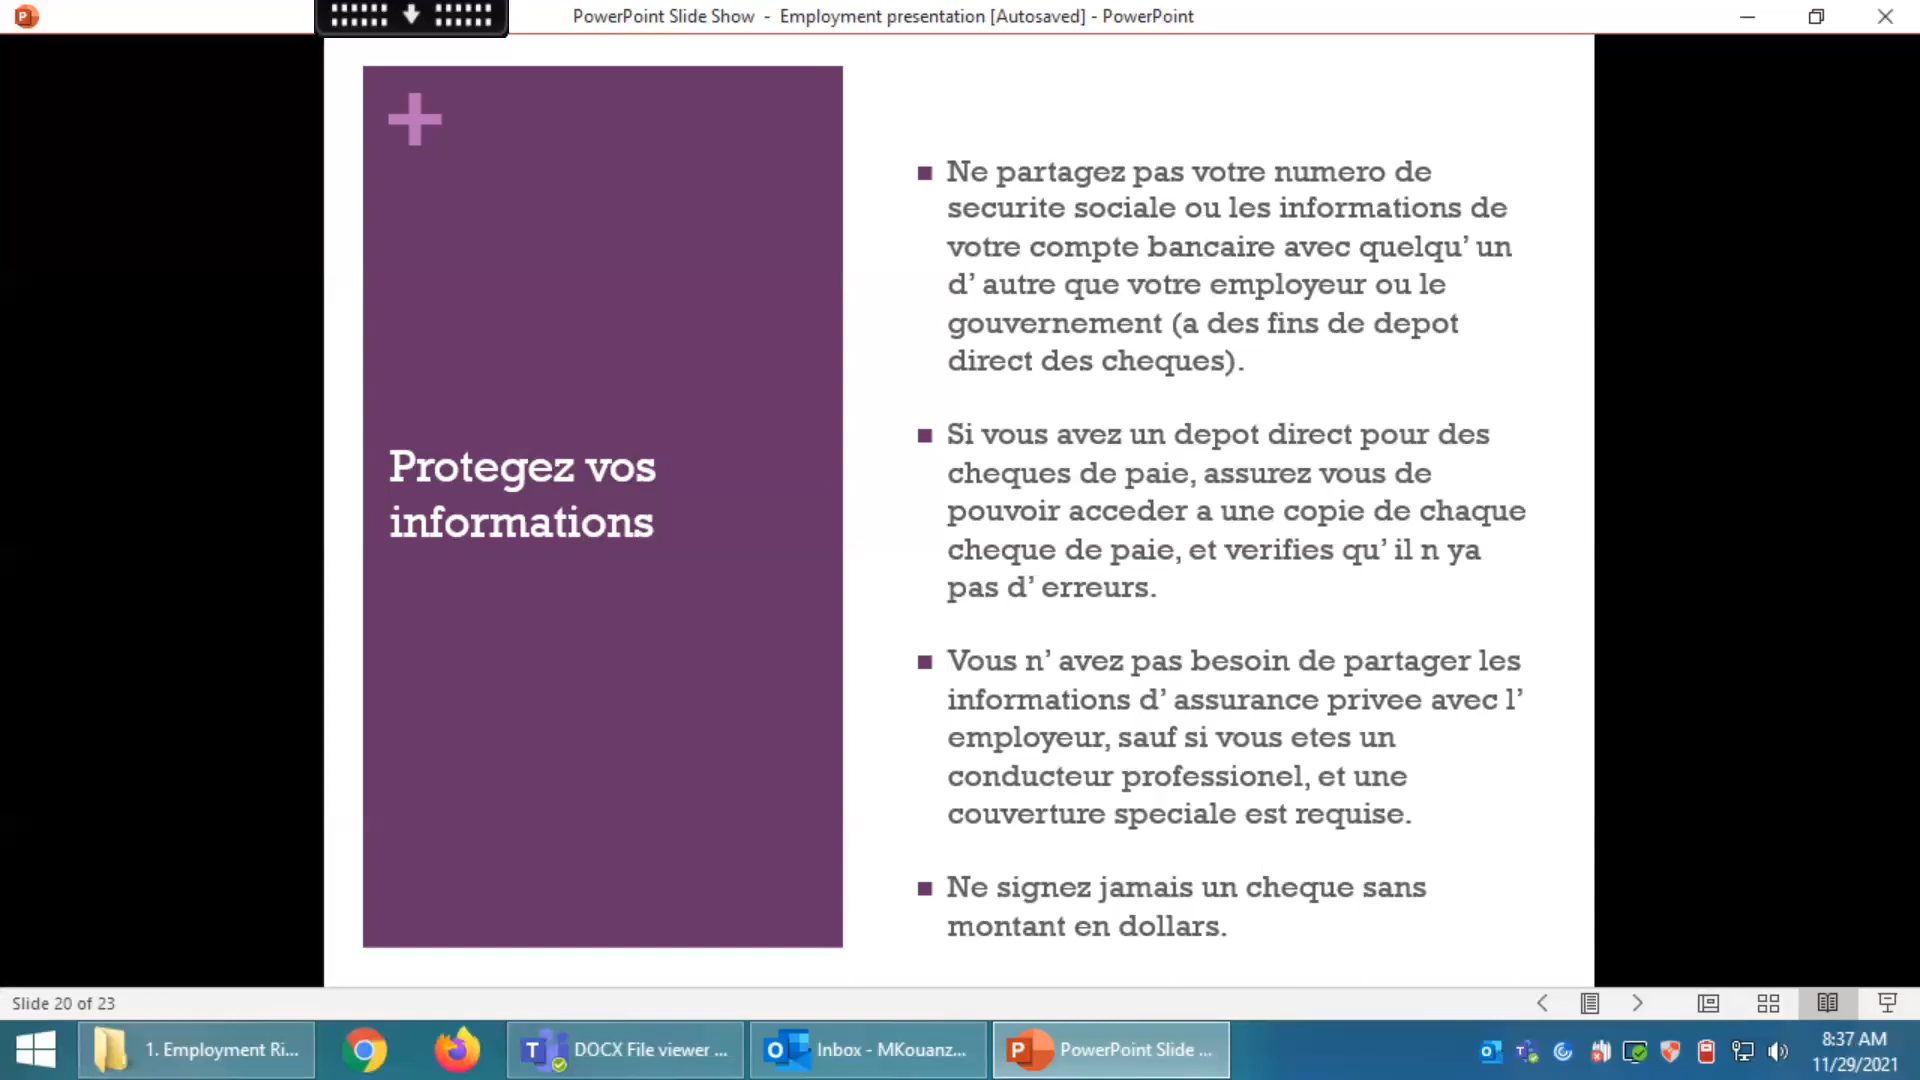 PowerPoint Slide Show - Employment presentation [Autosaved] - PowerPoint
+
Protegez vos
informations
Ne partagez pas votre numero de
securite sociale ou les informations de
votre compte bancaire avec quelqu’ un
d’ autre que votre employeur ou le
gouvernement (a des fins de depot
direct des cheques).
Si vous avez un depot direct pour des
cheques de paie, assurez vous de
pouvoir acceder a une copie de chaque
cheque de paie, et verifies qu’ il n ya
pas d’ erreurs.
Vous n’ avez pas besoin de partager les
informations d’ assurance privee avec l’
employeur, sauf si vous etes un
conducteur professionel, et une
couverture speciale est requise.
Ne signez jamais un cheque sans
montant en dollars.
Slide 20 of 23
1. Employment Ri...
DOCX File viewer ...
Inbox - MKouanz...
PowerPoint Slide ...
8:37 AM
11/29/2021